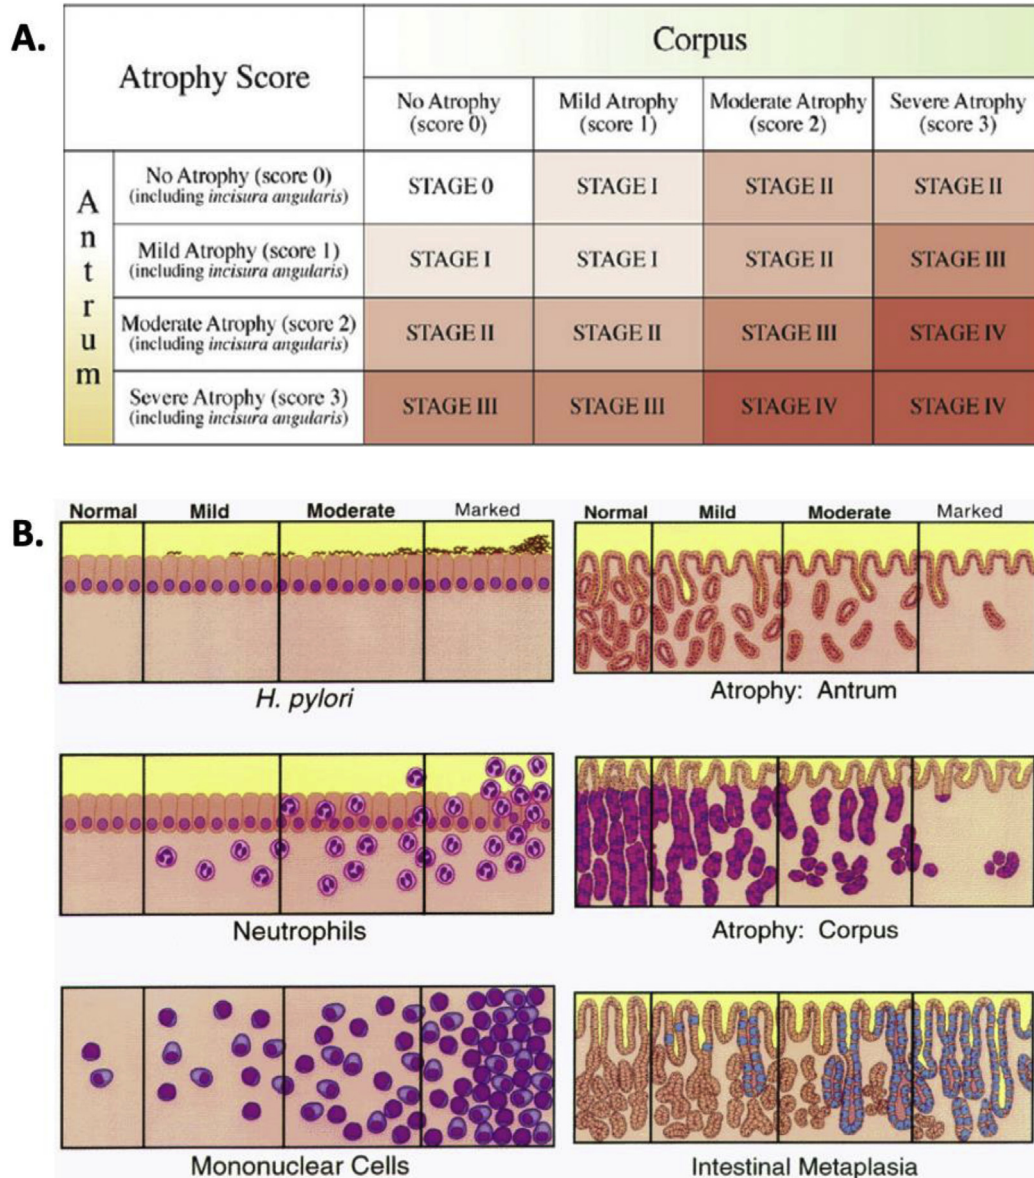 A.
Atrophy Score
Corpus
No Atrophy
(score 0)
Mild Atrophy
(score 1)
Moderate Atrophy
(score 2)
Severe Atrophy
(score 3)
Antrum
No Atrophy (score 0)
(including incisura angularis)
STAGE 0
STAGE I
STAGE II
STAGE II
Mild Atrophy (score 1)
(including incisura angularis)
STAGE I
STAGE I
STAGE II
STAGE III
Moderate Atrophy (score 2)
(including incisura angularis)
STAGE II
STAGE II
STAGE III
STAGE IV
Severe Atrophy (score 3)
(including incisura angularis)
STAGE III
STAGE III
STAGE IV
STAGE IV
B.
Normal Mild Moderate Marked
H. pylori
Normal Mild Moderate Marked
Atrophy: Antrum
Neutrophils
Atrophy: Corpus
Mononuclear Cells
Intestinal Metaplasia